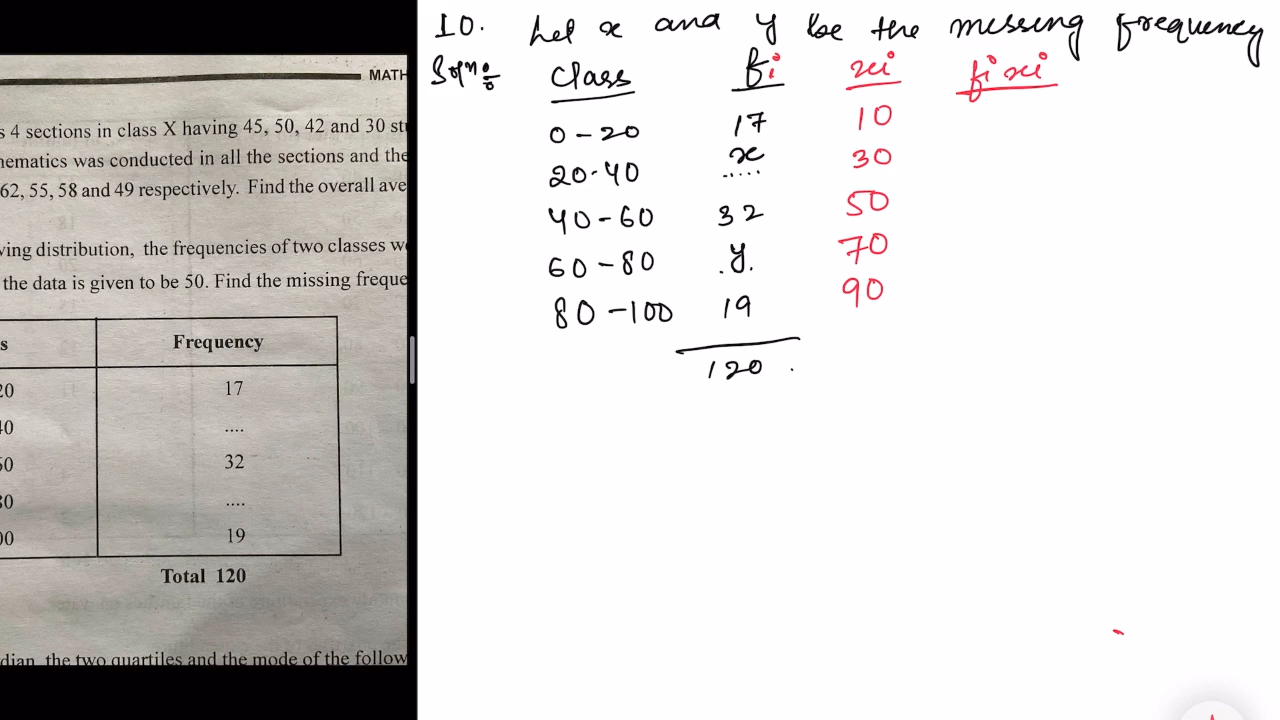 MATH
s 4 sections in class X having 45, 50, 42 and 30 st
nematics was conducted in all the sections and the
62, 55, 58 and 49 respectively. Find the overall ave
ving distribution, the frequencies of two classes w
the data is given to be 50. Find the missing freque
s Frequency
20 17
40 ....
60 32
80 ....
00 19
Total 120
dian, the two quartiles and the mode of the follow
10. Let x and y be the missing frequency
Solⁿ: Class fi xi fixi
0-20 17 10
20-40 x ..... 30
40-60 32 50
60-80 .y. 70
80-100 19 90
120